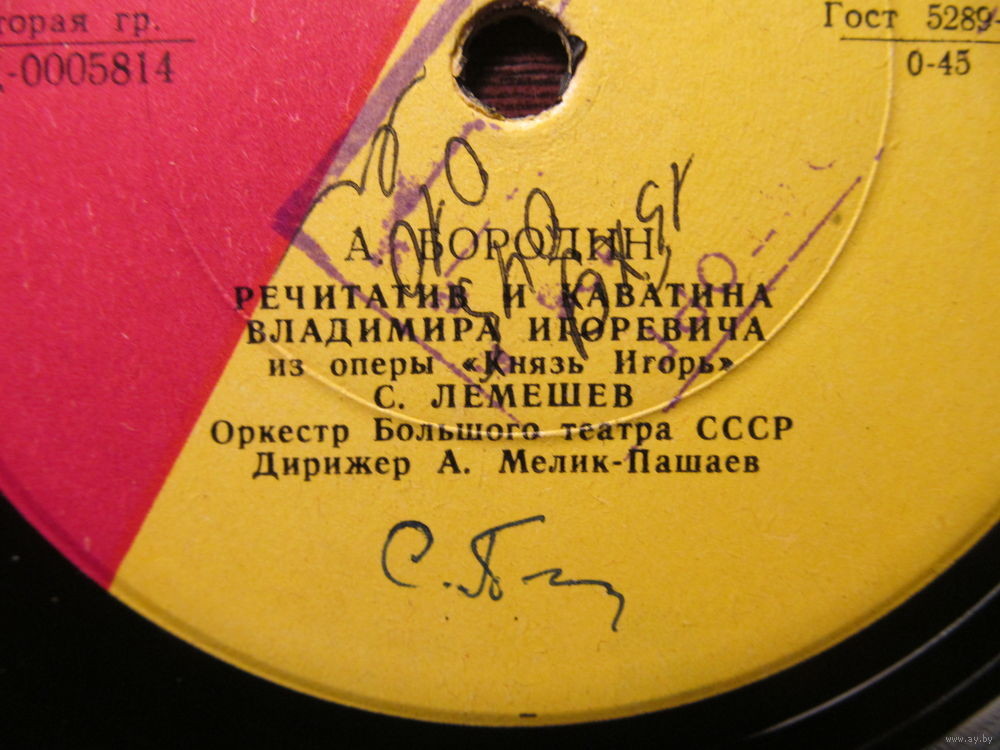 торая гр.
-0005814
Гост 5289
0-45
А. БОРОДИН
РЕЧИТАТИВ И КАВАТИНА
ВЛАДИМИРА ИГОРЕВИЧА
из оперы «Князь Игорь»
С. ЛЕМЕШЕВ
Оркестр Большого театра СССР
Дирижер А. Мелик-Пашаев
www.ay.by